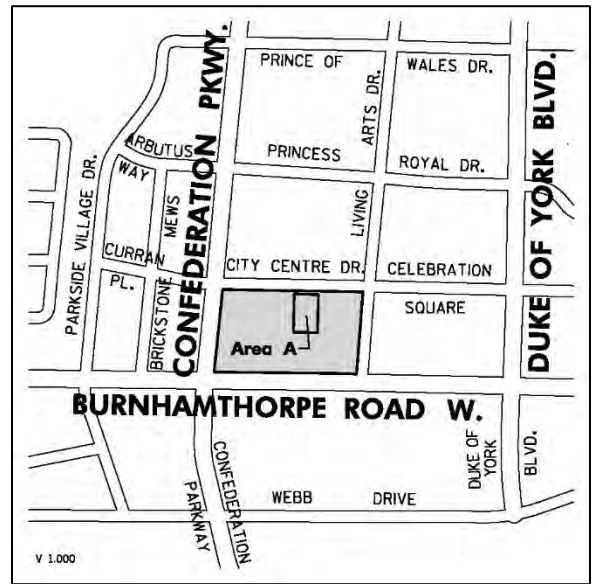 PRINCE OF WALES DR.
CONFEDERATION PKWY.
DUKE OF YORK BLVD.
LIVING ARTS DR.
ARBUTUS WAY
PRINCESS ROYAL DR.
PARKSIDE VILLAGE DR.
BRICKSTONE MEWS
CURRAN PL.
CITY CENTRE DR.
CELEBRATION SQUARE
Area A
BURNHAMTHORPE ROAD W.
CONFEDERATION PARKWAY
DUKE OF YORK BLVD.
WEBB DRIVE
V 1.000